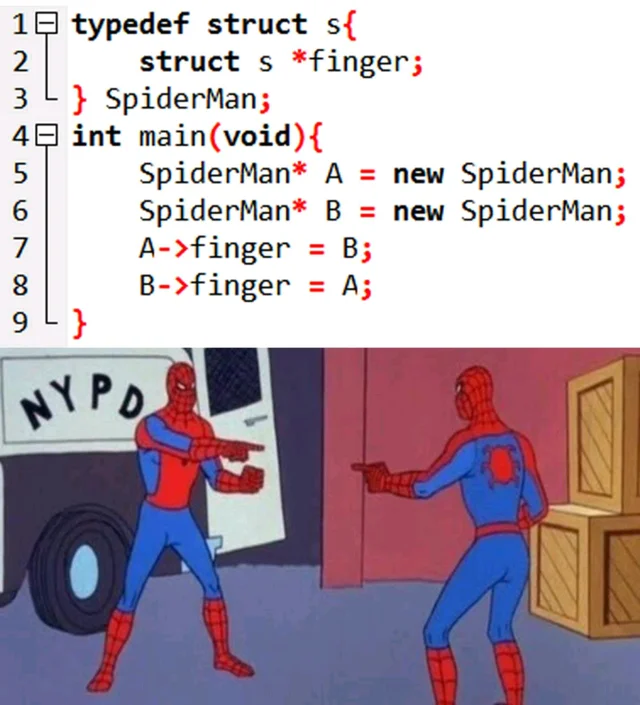 1 typedef struct s{
2 struct s *finger;
3 } SpiderMan;
4 int main(void){
5 SpiderMan* A = new SpiderMan;
6 SpiderMan* B = new SpiderMan;
7 A->finger = B;
8 B->finger = A;
9 }
NYPD